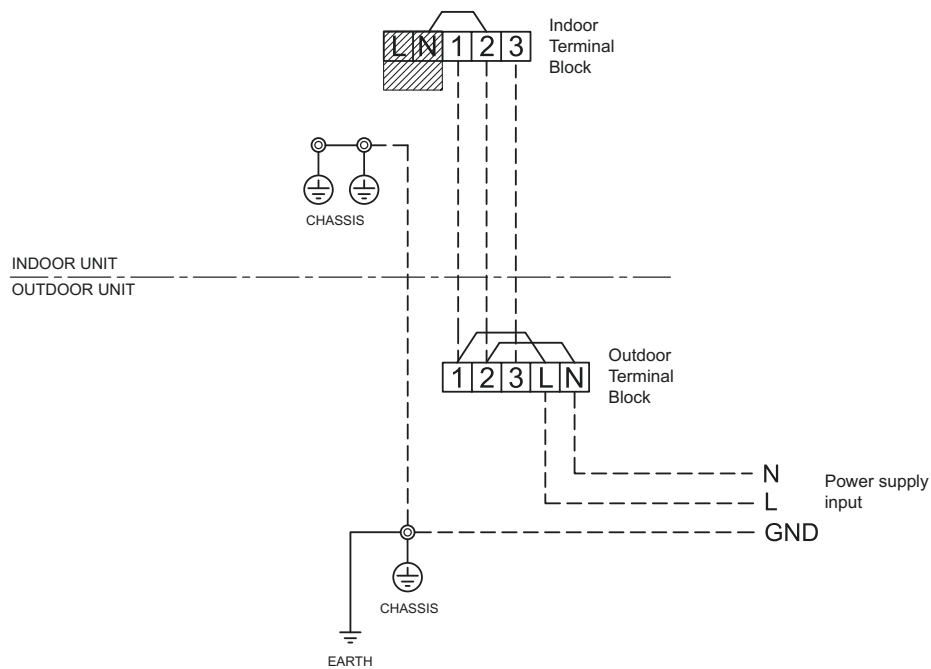 Indoor
Terminal
Block
L N 1 2 3
CHASSIS
INDOOR UNIT
OUTDOOR UNIT
Outdoor
Terminal
Block
1 2 3 L N
N
L
GND
Power supply
input
CHASSIS
EARTH